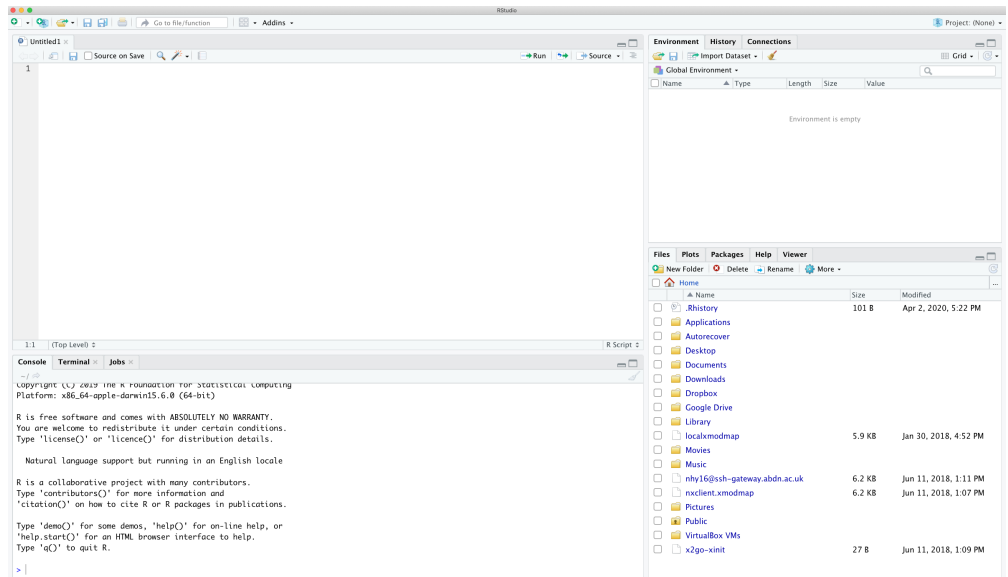 RStudio
Go to file/function Addins Project: (None)
Untitled1
Source on Save Run Source
1
1:1 (Top Level) R Script
Console Terminal Jobs
~/
Copyright (C) 2019 The R Foundation for Statistical Computing
Platform: x86_64-apple-darwin15.6.0 (64-bit)
R is free software and comes with ABSOLUTELY NO WARRANTY.
You are welcome to redistribute it under certain conditions.
Type 'license()' or 'licence()' for distribution details.
Natural language support but running in an English locale
R is a collaborative project with many contributors.
Type 'contributors()' for more information and
'citation()' on how to cite R or R packages in publications.
Type 'demo()' for some demos, 'help()' for on-line help, or
'help.start()' for an HTML browser interface to help.
Type 'q()' to quit R.
>
Environment History Connections
Import Dataset Grid
Global Environment
Name Type Length Size Value
Environment is empty
Files Plots Packages Help Viewer
New Folder Delete Rename More
Home ...
Name Size Modified
.Rhistory 101 B Apr 2, 2020, 5:22 PM
Applications
Autorecover
Desktop
Documents
Downloads
Dropbox
Google Drive
Library
localxmodmap 5.9 KB Jan 30, 2018, 4:52 PM
Movies
Music
nhy16@ssh-gateway.abdn.ac.uk 6.2 KB Jun 11, 2018, 1:11 PM
nxclient.xmodmap 6.2 KB Jun 11, 2018, 1:07 PM
Pictures
Public
VirtualBox VMs
x2go-xinit 27 B Jun 11, 2018, 1:09 PM